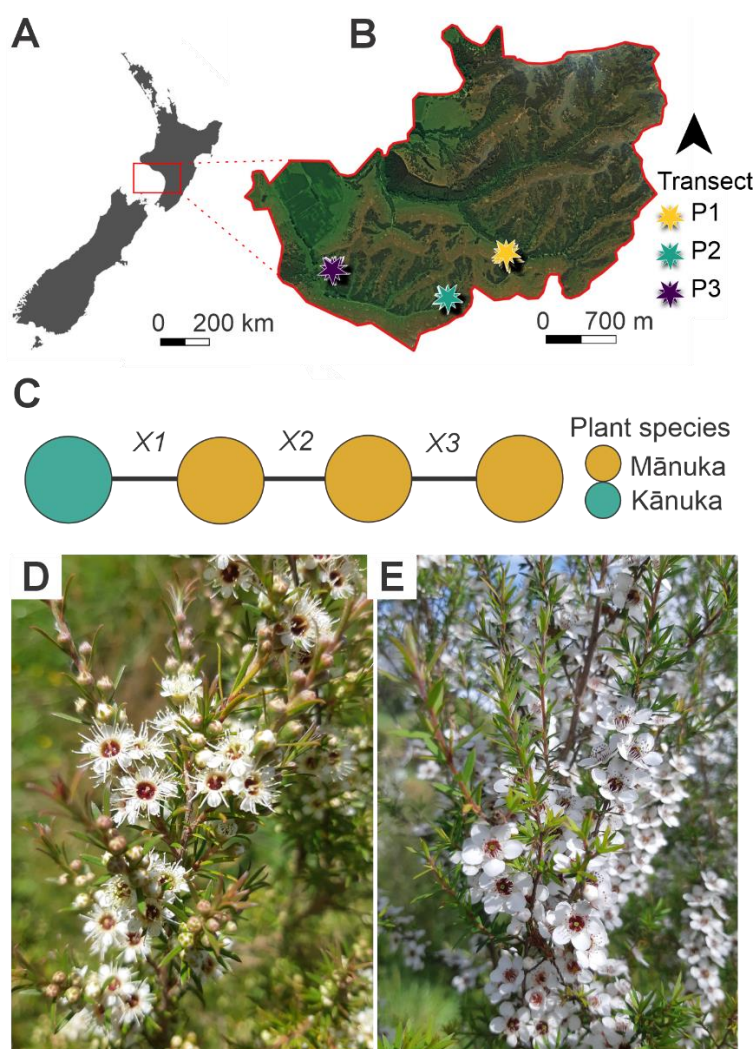 A
B
Transect
P1
P2
P3
0 200 km
0 700 m
C
X1 X2 X3
Plant species
Mānuka
Kānuka
D
E